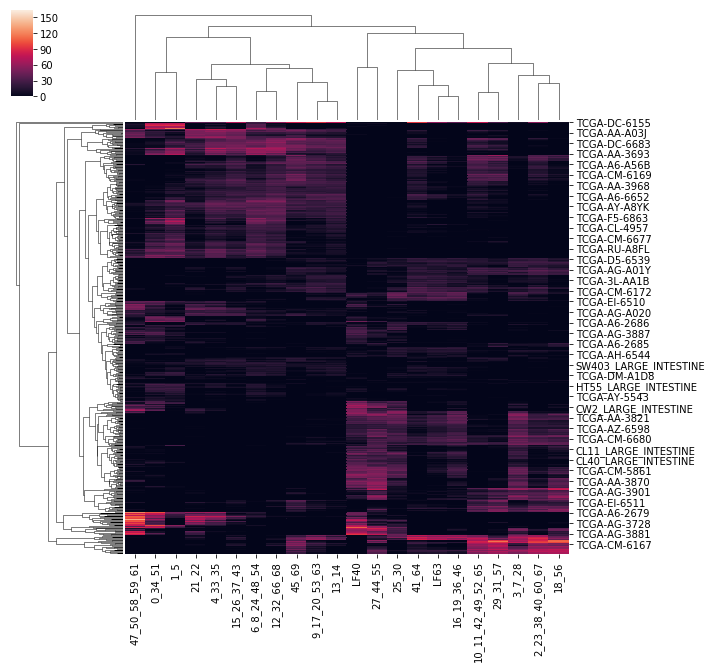 150
120
90
60
30
0
TCGA-DC-6155
TCGA-AA-A03J
TCGA-DC-6683
TCGA-AA-3693
TCGA-A6-A56B
TCGA-CM-6169
TCGA-AA-3968
TCGA-A6-6652
TCGA-AY-A8YK
TCGA-F5-6863
TCGA-CL-4957
TCGA-CM-6677
TCGA-RU-A8FL
TCGA-D5-6539
TCGA-AG-A01Y
TCGA-3L-AA1B
TCGA-CM-6172
TCGA-EI-6510
TCGA-AG-A020
TCGA-A6-2686
TCGA-AG-3887
TCGA-A6-2685
TCGA-AH-6544
SW403_LARGE_INTESTINE
TCGA-DM-A1D8
HT55_LARGE_INTESTINE
TCGA-AY-5543
CW2_LARGE_INTESTINE
TCGA-AA-3821
TCGA-AZ-6598
TCGA-CM-6680
CL11_LARGE_INTESTINE
CL40_LARGE_INTESTINE
TCGA-CM-5861
TCGA-AA-3870
TCGA-AG-3901
TCGA-EI-6511
TCGA-A6-2679
TCGA-AG-3728
TCGA-AG-3881
TCGA-CM-6167
47_50_58_59_61
0_34_51
1_5
21_22
4_33_35
15_26_37_43
6_8_24_48_54
12_32_66_68
45_69
9_17_20_53_63
13_14
LF40
27_44_55
25_30
41_64
LF63
16_19_36_46
10_11_42_49_52_65
29_31_57
3_7_28
2_23_38_40_60_67
18_56